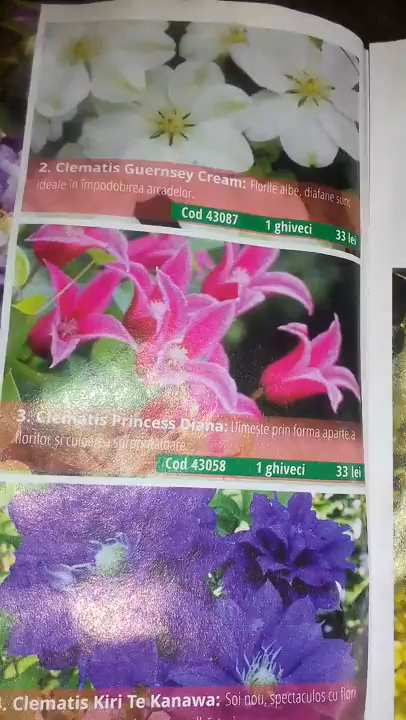 2. Clematis Guernsey Cream: Florile albe, diafane sunt
ideale în împodobirea arcadelor.
Cod 43087 1 ghiveci 33 lei
3. Clematis Princess Diana: Uimește prin forma aparte a
florilor și culoarea surprinzătoare.
Cod 43058 1 ghiveci 33 lei
4. Clematis Kiri Te Kanawa: Soi nou, spectaculos cu flori